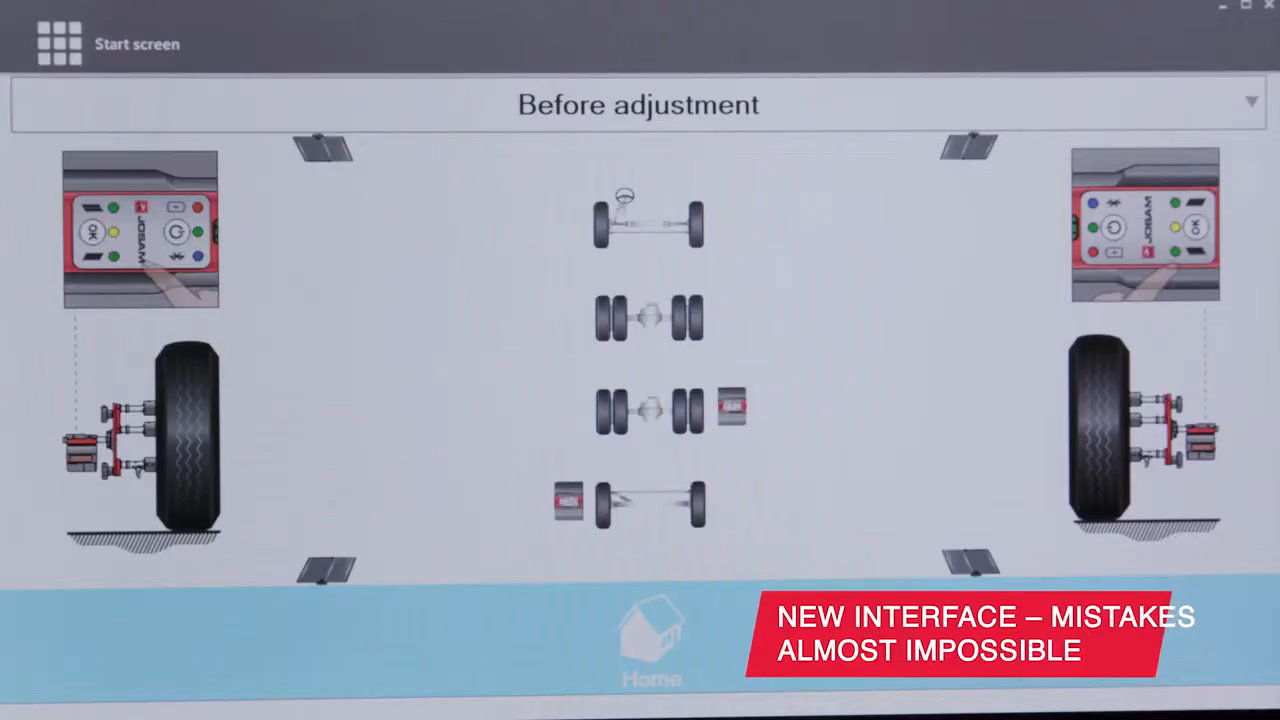 Start screen
Before adjustment
OK
JOSAM
JOSAM
OK
Home
NEW INTERFACE – MISTAKES
ALMOST IMPOSSIBLE